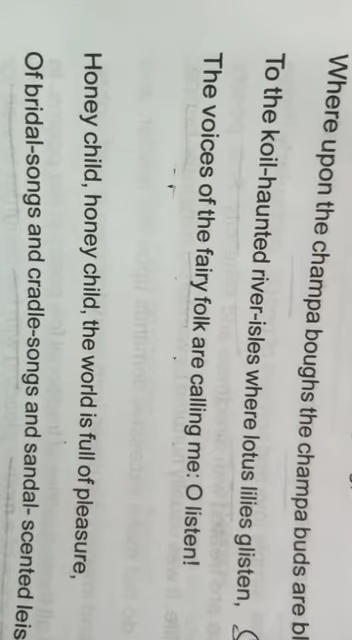 Where upon the champa boughs the champa buds are
To the koil-haunted river-isles where lotus lilies glisten,
The voices of the fairy folk are calling me: O listen!
Honey child, honey child, the world is full of pleasure,
Of bridal-songs and cradle-songs and sandal- scented